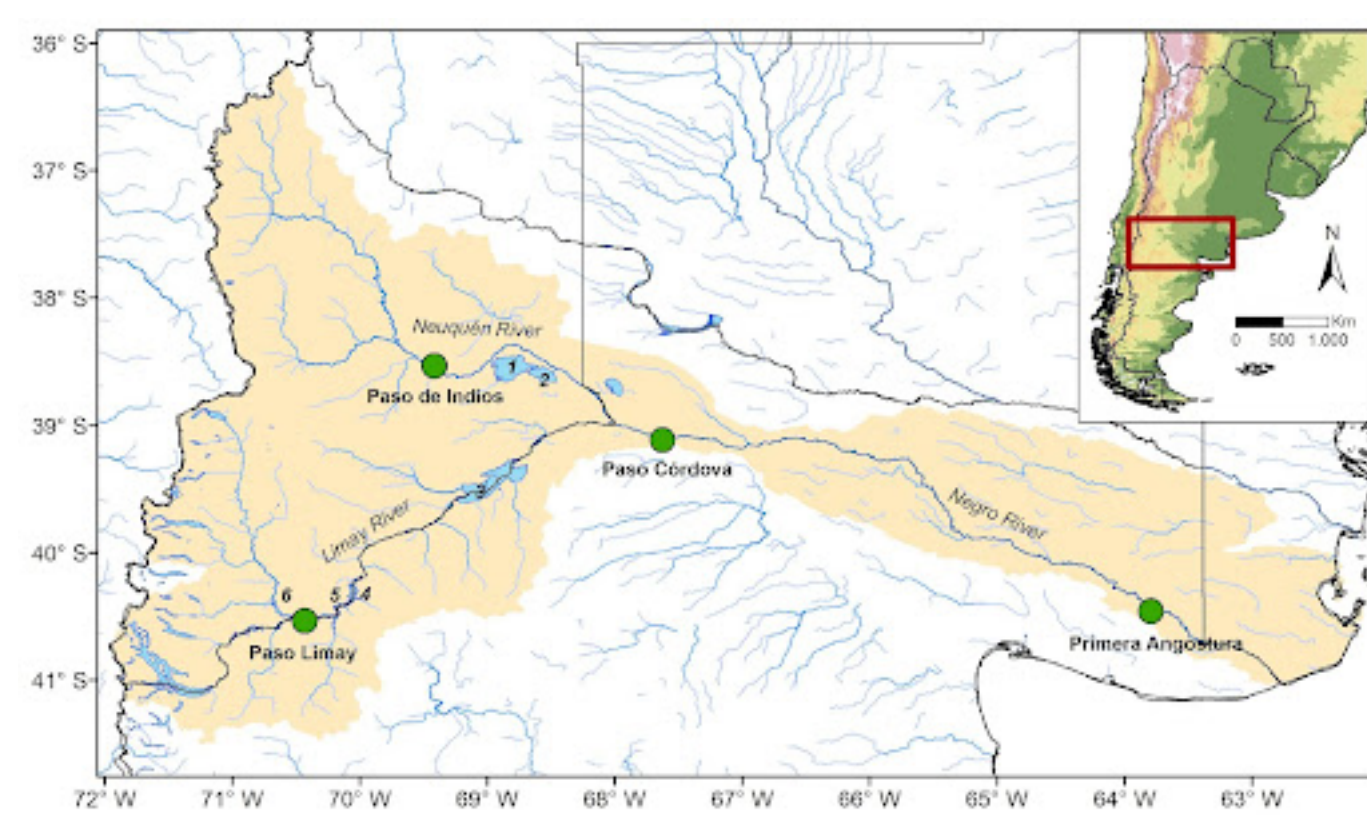 36° S
37° S
38° S
39° S
40° S
41° S
72° W
71° W
70° W
69° W
68° W
67° W
66° W
65° W
64° W
63° W
Neuquén River
1
2
Paso de Indios
Paso Córdova
3
Limay River
Negro River
6
5
4
Paso Limay
Primera Angostura
N
Km
0 500 1.000